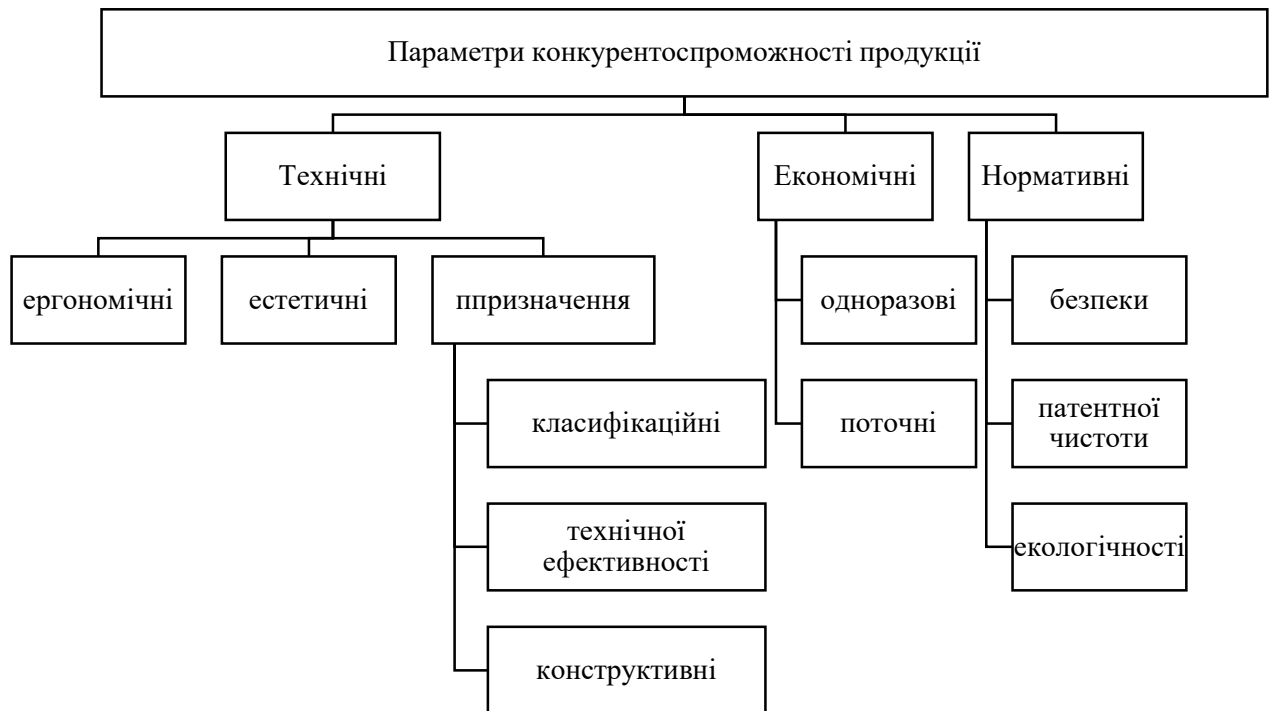 Параметри конкурентоспроможності продукції
Технічні
Економічні
Нормативні
ергономічні
естетичні
ппризначення
одноразові
безпеки
класифікаційні
поточні
патентної
чистоти
технічної
ефективності
екологічності
конструктивні